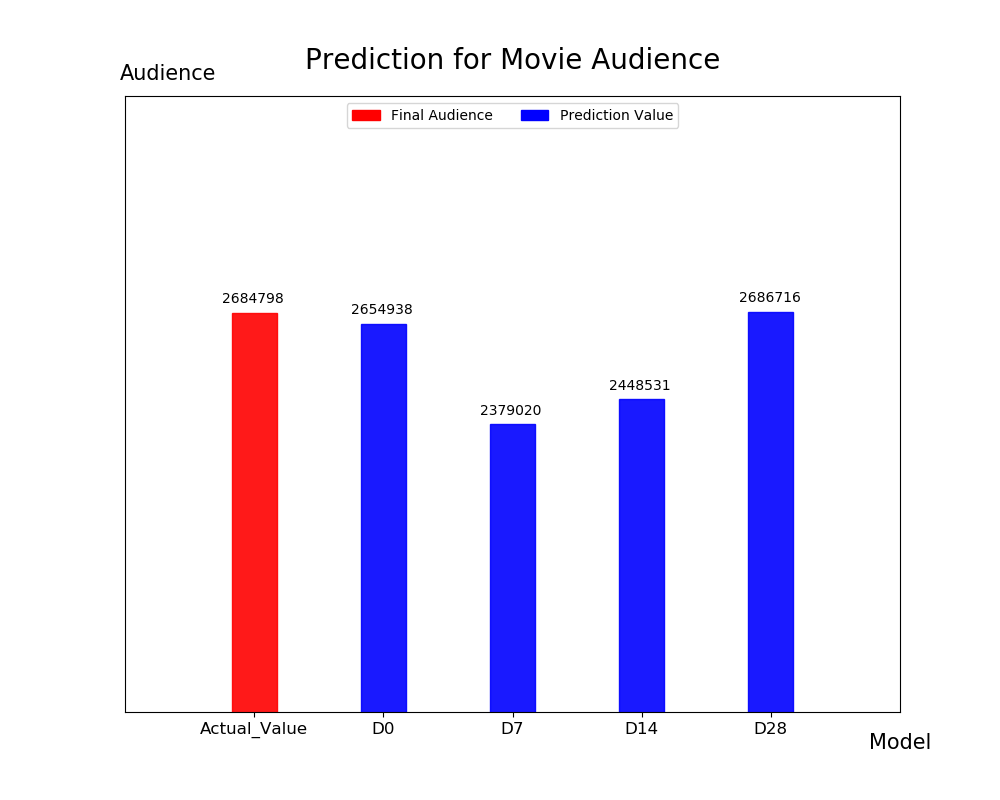 Prediction for Movie Audience
Audience
Final Audience Prediction Value
2684798
2654938
2379020
2448531
2686716
Actual_Value D0 D7 D14 D28
Model